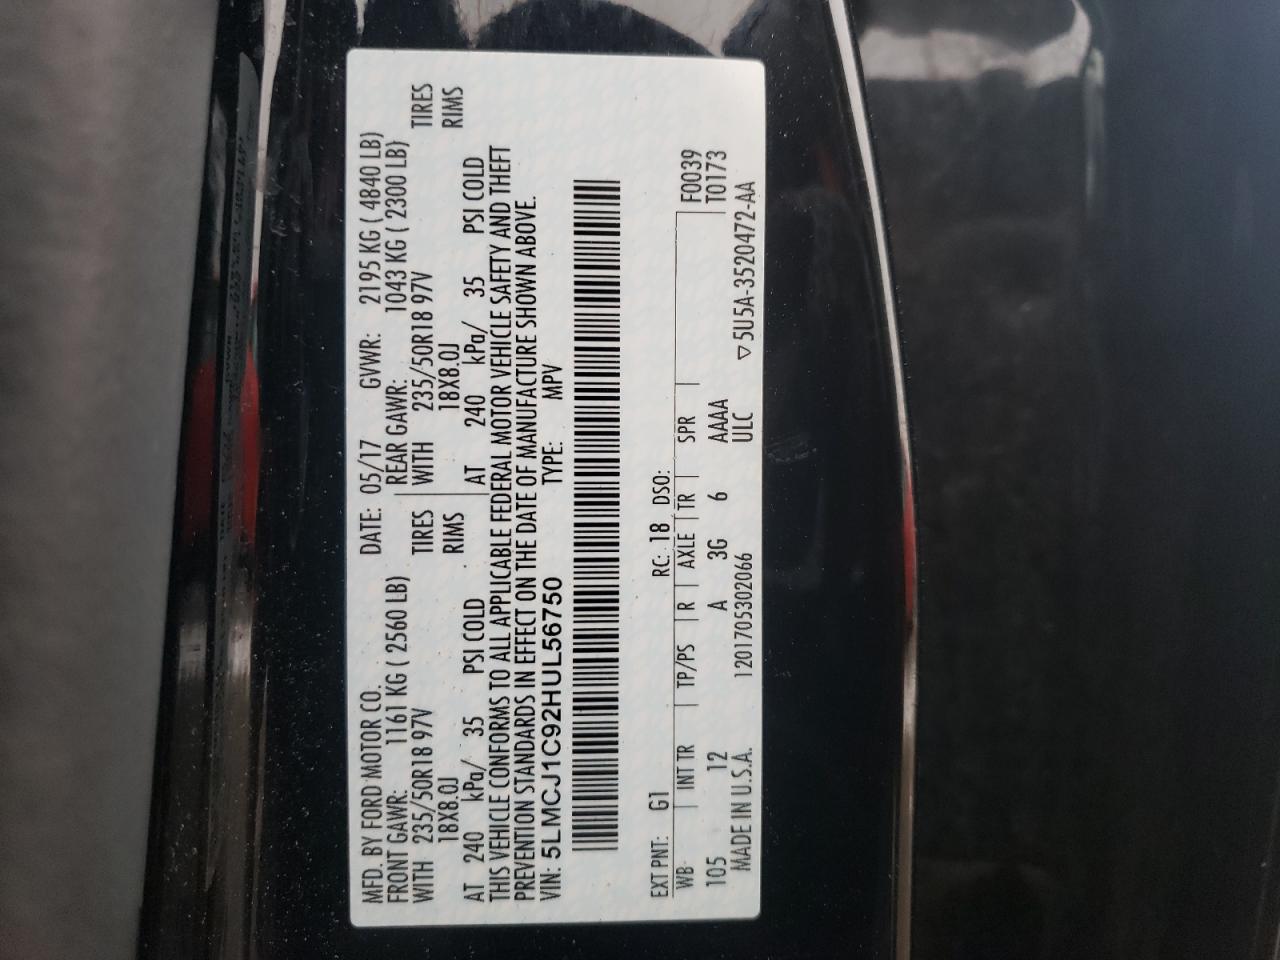 MFD. BY FORD MOTOR CO.
DATE: 05/17 GVWR: 2195 KG ( 4840 LB)
FRONT GAWR: 1161 KG ( 2560 LB) REAR GAWR: 1043 KG ( 2300 LB)
WITH 235/50R18 97V TIRES WITH 235/50R18 97V TIRES
18X8.0J RIMS 18X8.0J RIMS
AT 240 kPa/ 35 PSI COLD AT 240 kPa/ 35 PSI COLD
THIS VEHICLE CONFORMS TO ALL APPLICABLE FEDERAL MOTOR VEHICLE SAFETY AND THEFT
PREVENTION STANDARDS IN EFFECT ON THE DATE OF MANUFACTURE SHOWN ABOVE.
VIN: 5LMCJ1C92HUL56750 TYPE: MPV
EXT PNT: G1 RC: 18 DSO:
WB INT TR TP/PS R AXLE TR SPR F0039
105 12 A 3G 6 AAAA T0173
MADE IN U.S.A. 1201705302066 ULC ▽5U5A-3520472-AA